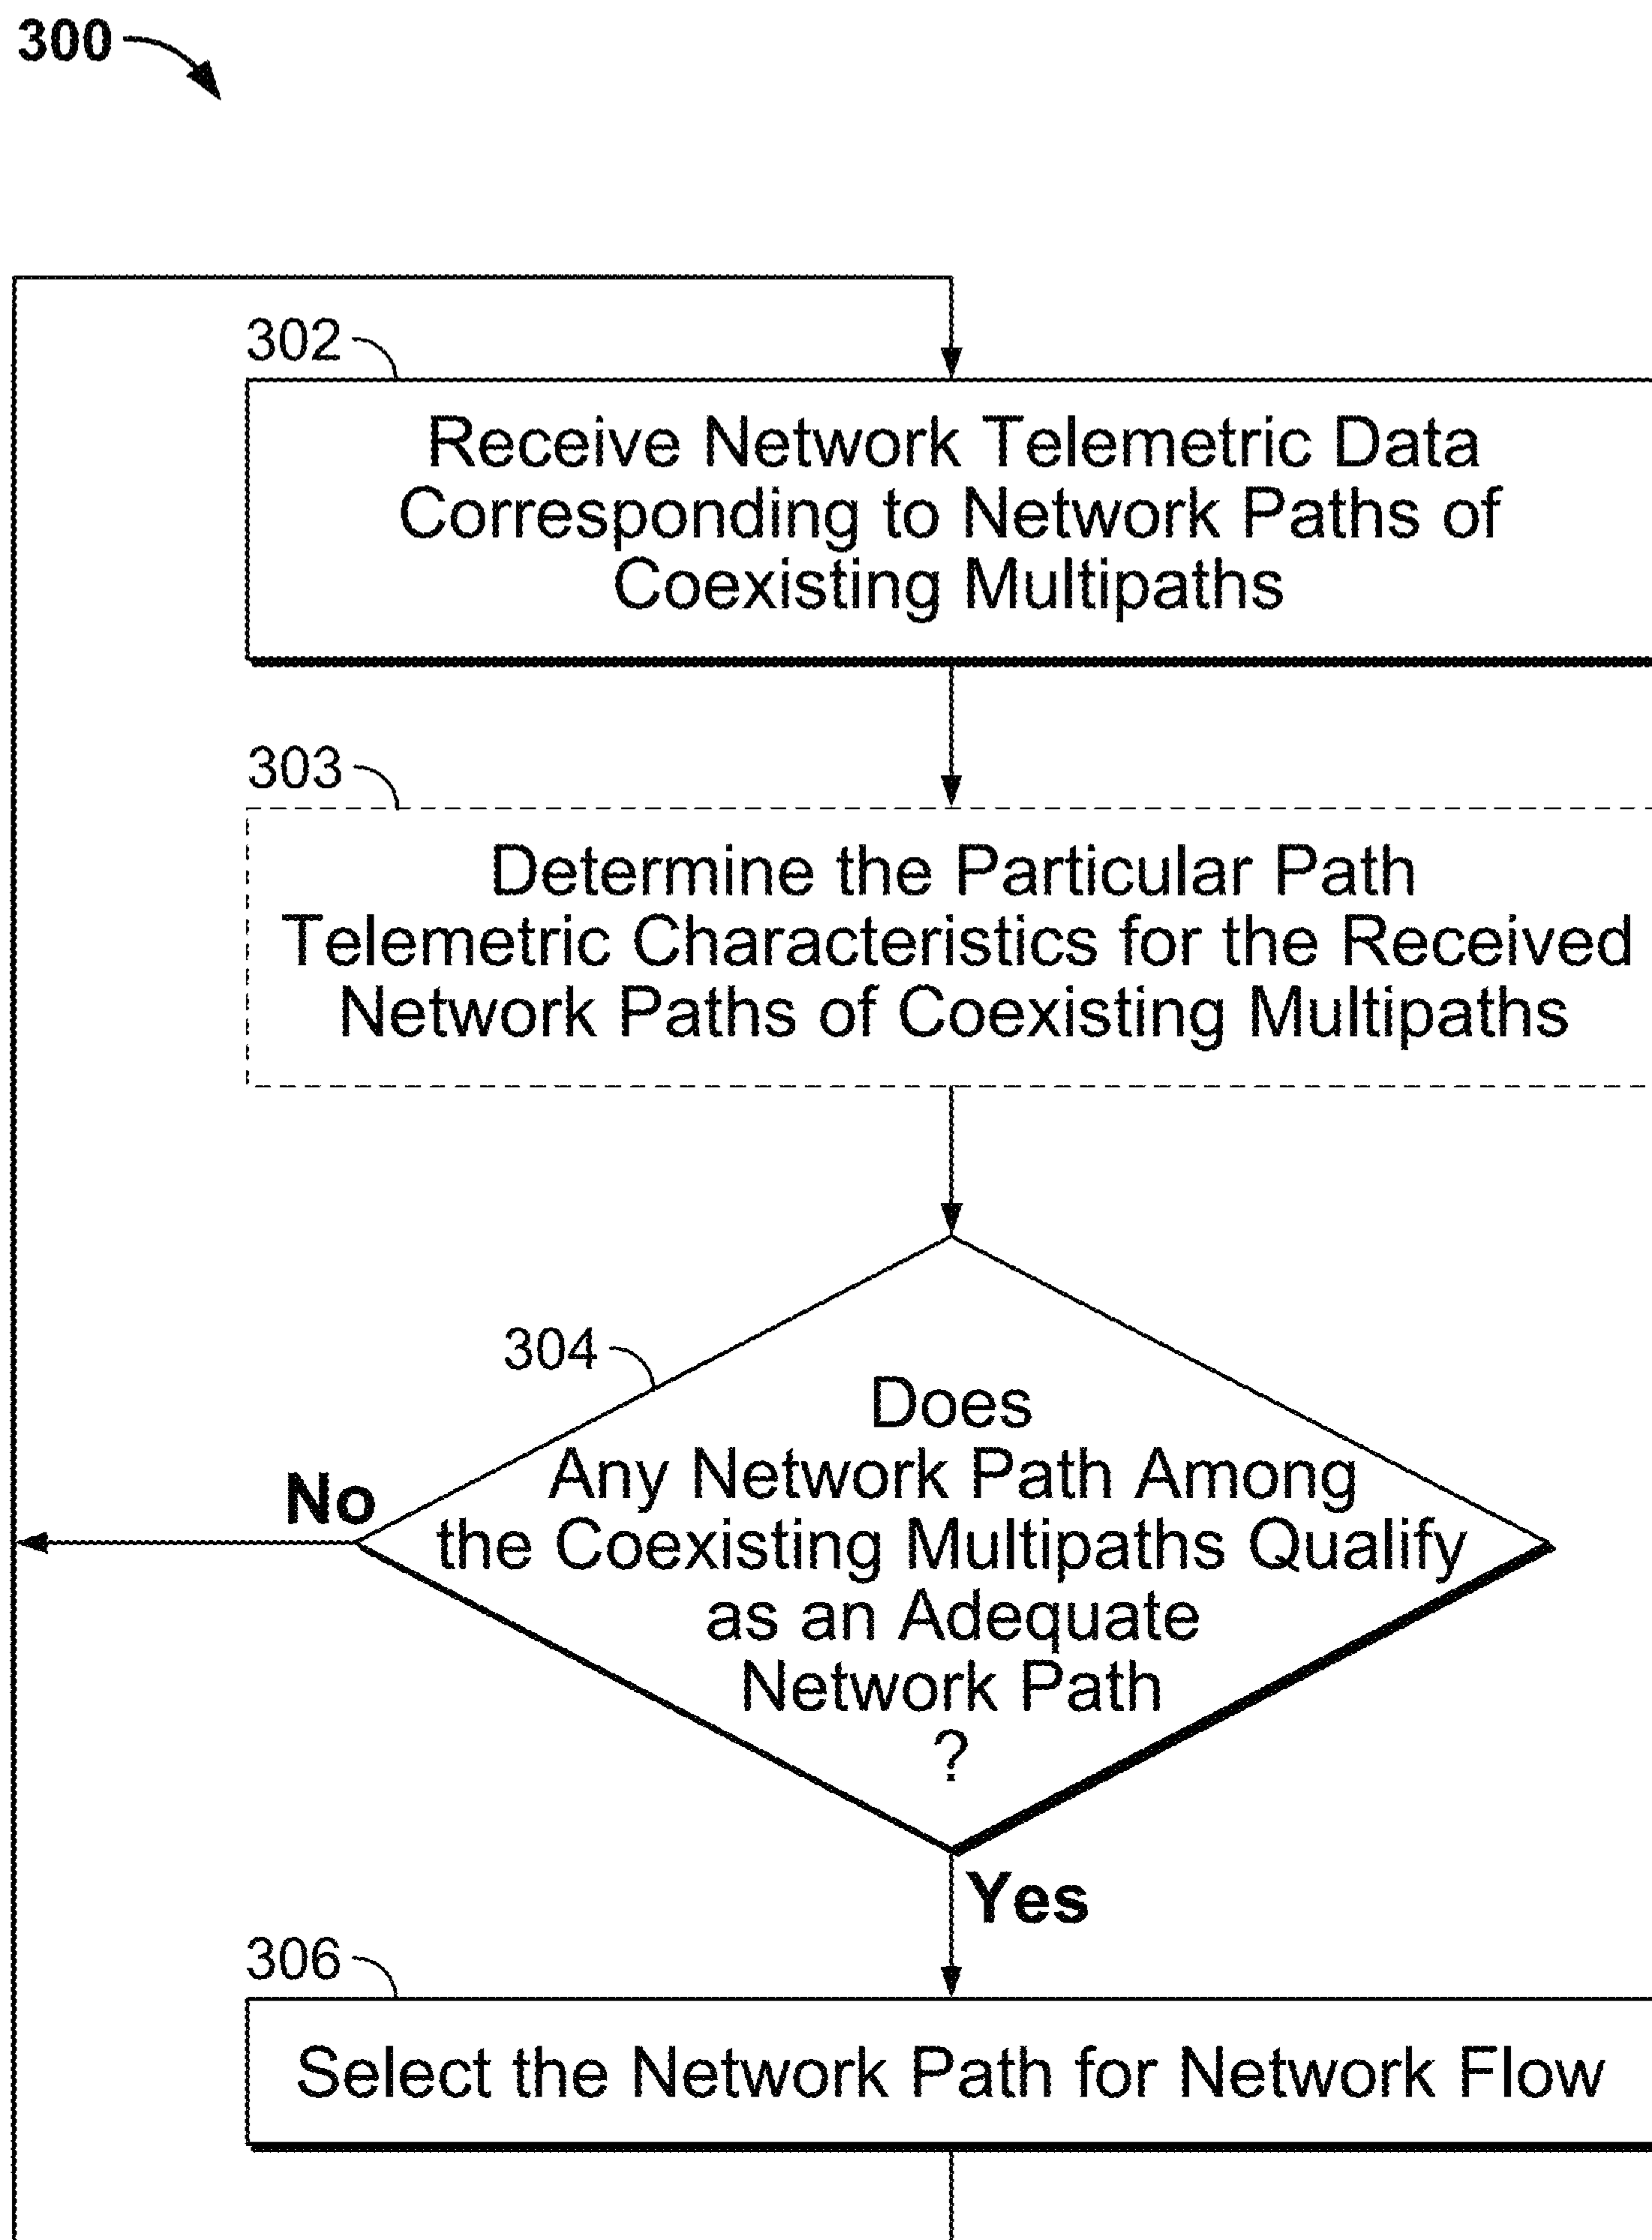 300
302
Receive Network Telemetric Data
Corresponding to Network Paths of
Coexisting Multipaths
303
Determine the Particular Path
Telemetric Characteristics for the Received
Network Paths of Coexisting Multipaths
304
Does
Any Network Path Among
the Coexisting Multipaths Qualify
as an Adequate
Network Path
?
No
Yes
306
Select the Network Path for Network Flow